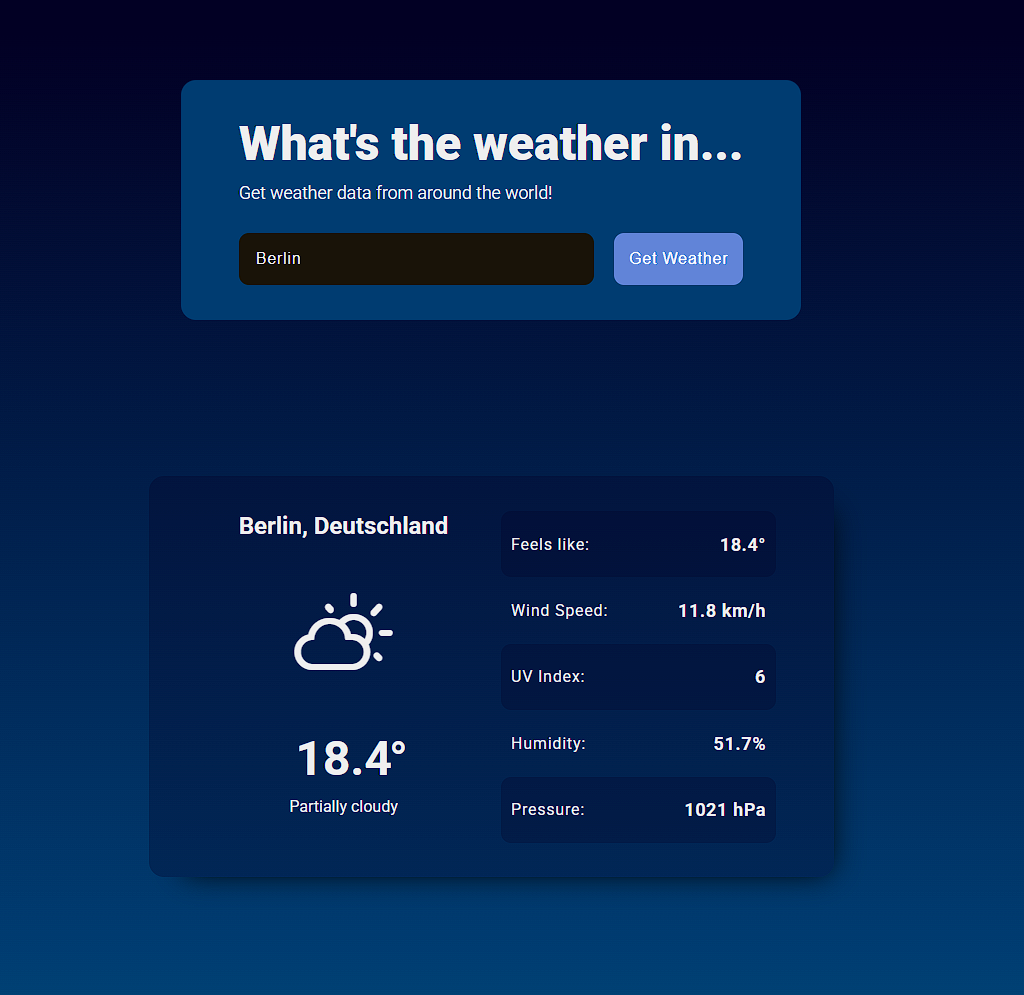 What's the weather in...
Get weather data from around the world!
Berlin
Get Weather
Berlin, Deutschland
18.4°
Partially cloudy
Feels like: 18.4°
Wind Speed: 11.8 km/h
UV Index: 6
Humidity: 51.7%
Pressure: 1021 hPa